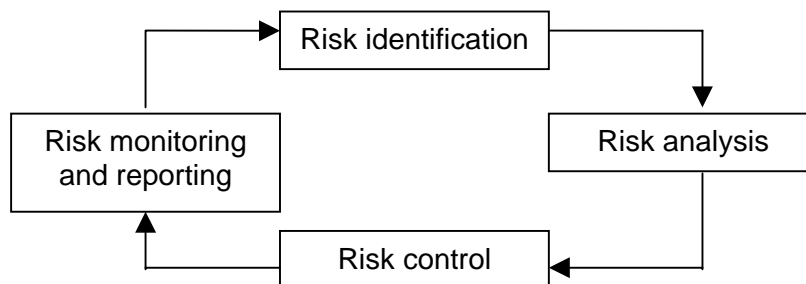 Risk identification
Risk monitoring
and reporting
Risk analysis
Risk control